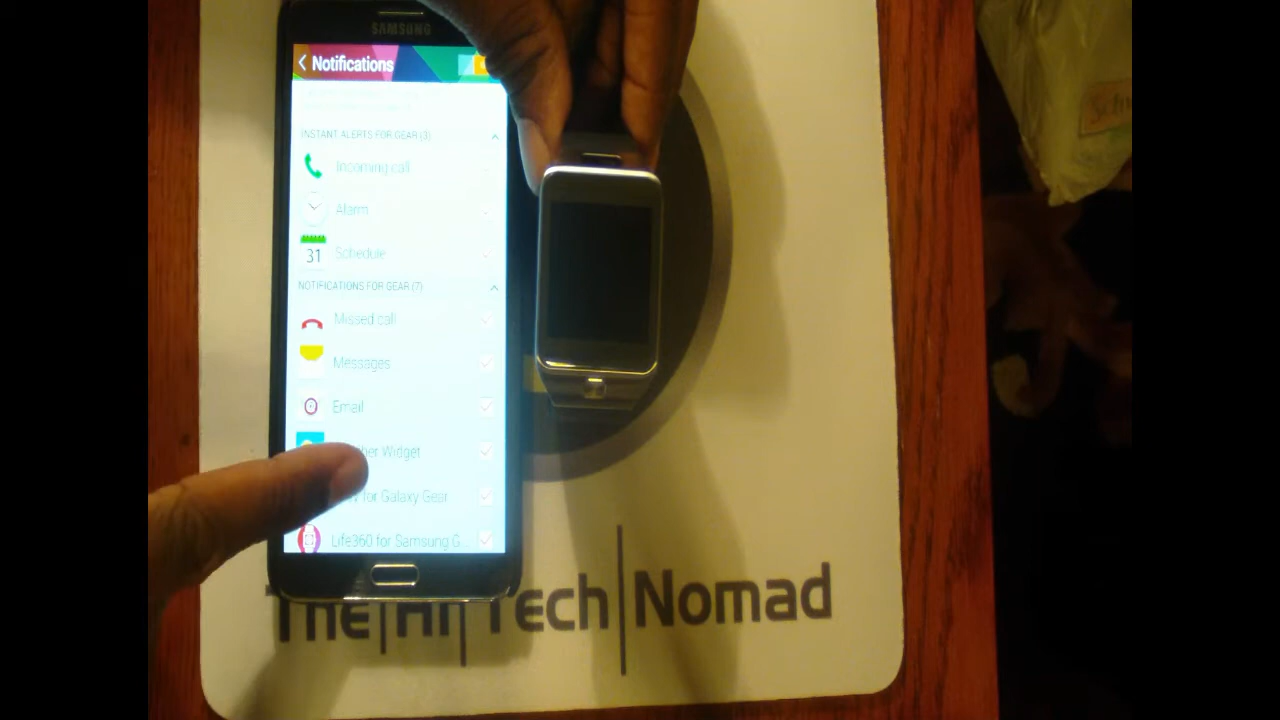 SAMSUNG
Notifications
INSTANT ALERTS FOR GEAR (3)
Incoming call
Alarm
31 Schedule
NOTIFICATIONS FOR GEAR (7)
Missed call
Messages
Email
Widget
for Galaxy Gear
Life360 for Samsung G...
The|Hi|Tech|Nomad